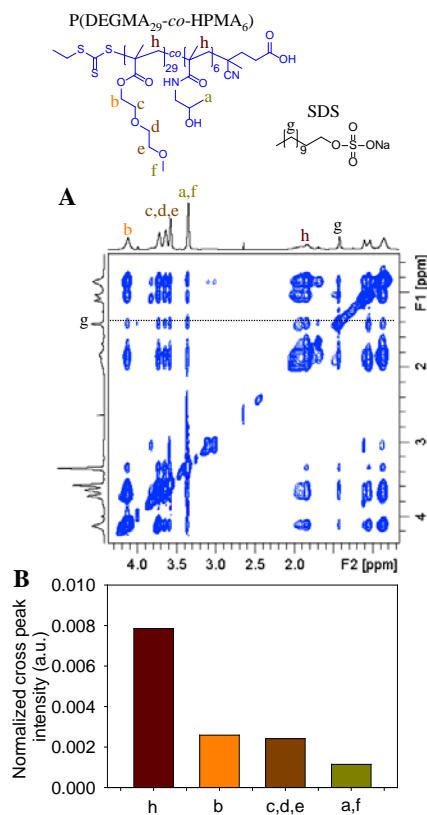 P(DEGMA29-co-HPMA6)
h co h
S S 29 6 OH
S O O O HN O CN O
b c a
d OH
e O
f O
SDS
g
9 O S O ONa
O
A
a,f
c,d,e
b h g
g
F1 [ppm]
2
3
4
4.0 3.5 3.0 2.5 2.0 F2 [ppm]
B
Normalized cross peak
intensity (a.u.)
0.010
0.008
0.006
0.004
0.002
0.000
h b c,d,e a,f